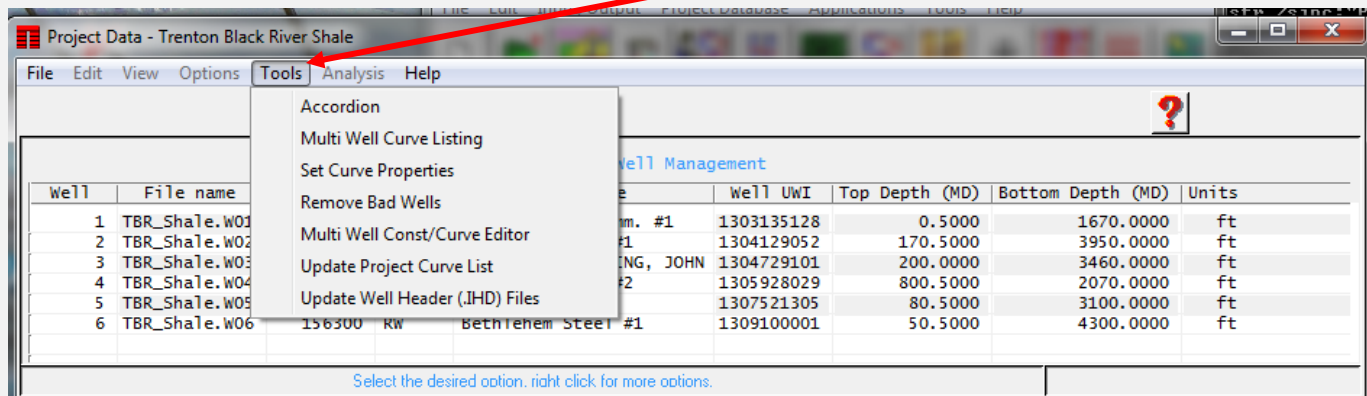 File Edit Input/Output Project Database Applications Tools Help
Project Data - Trenton Black River Shale
File Edit View Options Tools Analysis Help
Accordion
Multi Well Curve Listing
Set Curve Properties
Remove Bad Wells
Multi Well Const/Curve Editor
Update Project Curve List
Update Well Header (.IHD) Files
Well Management
Well File name Well UWI Top Depth (MD) Bottom Depth (MD) Units
1 TBR_Shale.W01 mm. #1 1303135128 0.5000 1670.0000 ft
2 TBR_Shale.W02 #1 1304129052 170.5000 3950.0000 ft
3 TBR_Shale.W03 NG, JOHN 1304729101 200.0000 3460.0000 ft
4 TBR_Shale.W04 #2 1305928029 800.5000 2070.0000 ft
5 TBR_Shale.W05 1307521305 80.5000 3100.0000 ft
6 TBR_Shale.W06 156300 RW Bethlehem Steel #1 1309100001 50.5000 4300.0000 ft
Select the desired option, right click for more options.